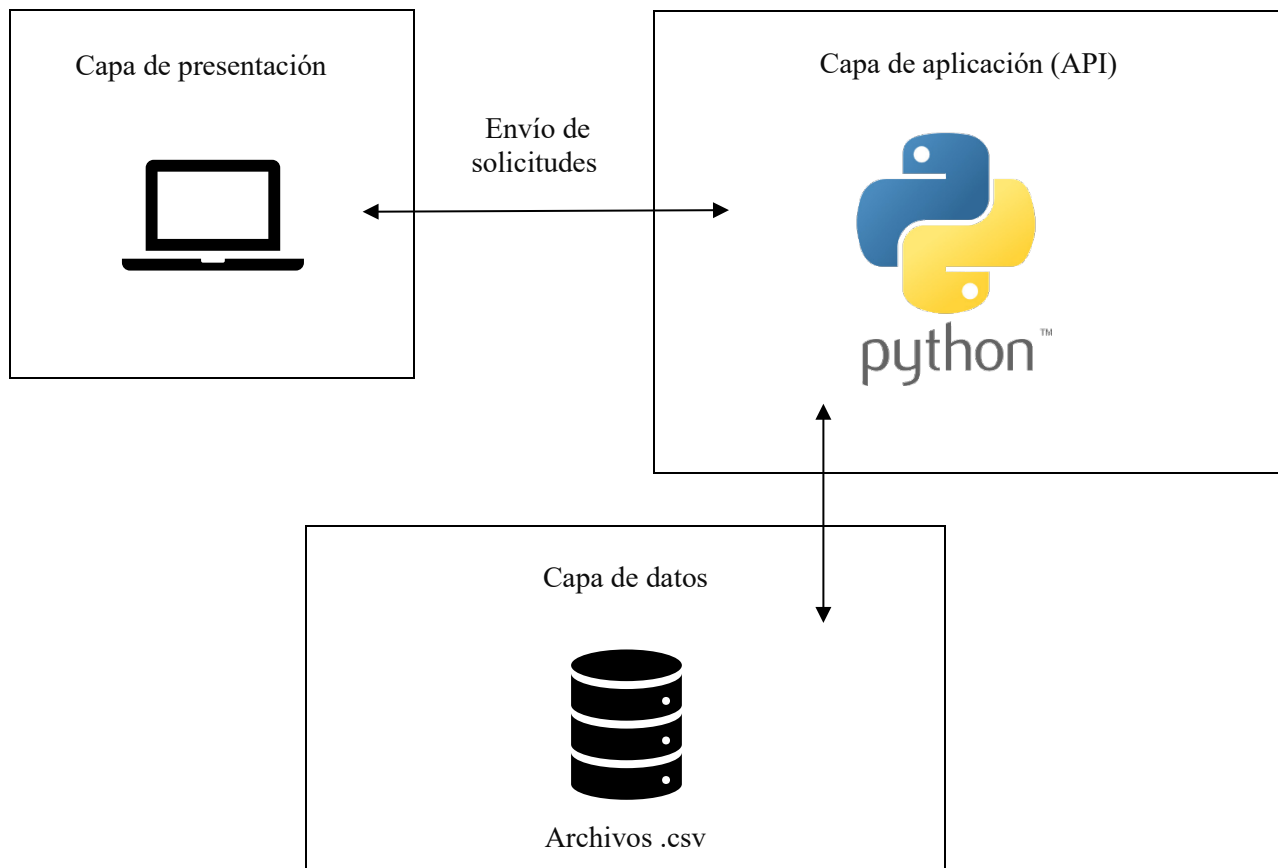 Capa de presentación
Capa de aplicación (API)
Envío de
solicitudes
python™
Capa de datos
Archivos .csv